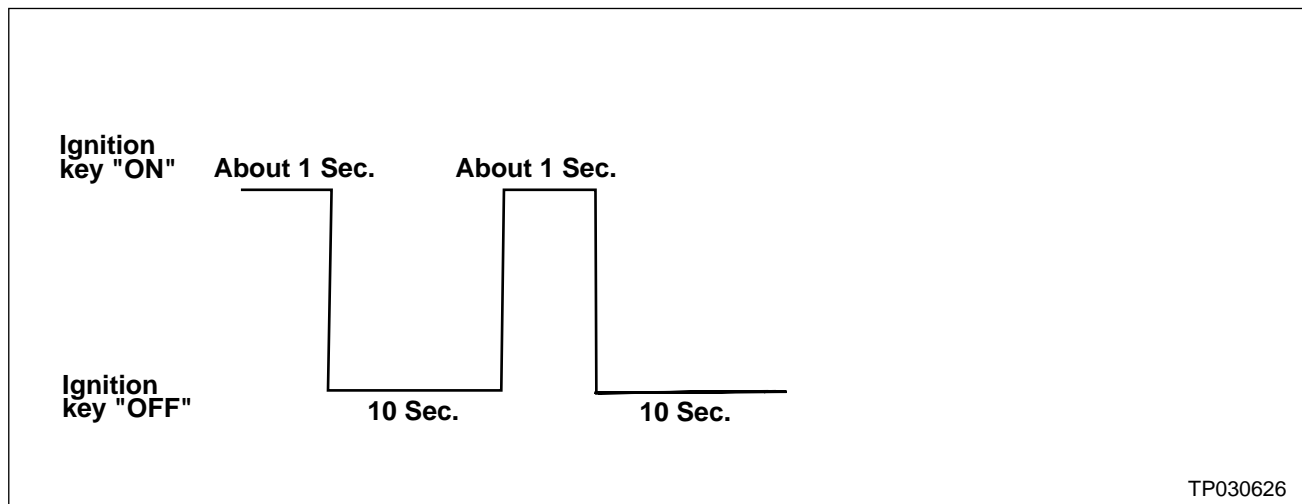 Ignition
key "ON"
About 1 Sec.
About 1 Sec.
Ignition
key "OFF"
10 Sec.
10 Sec.
TP030626